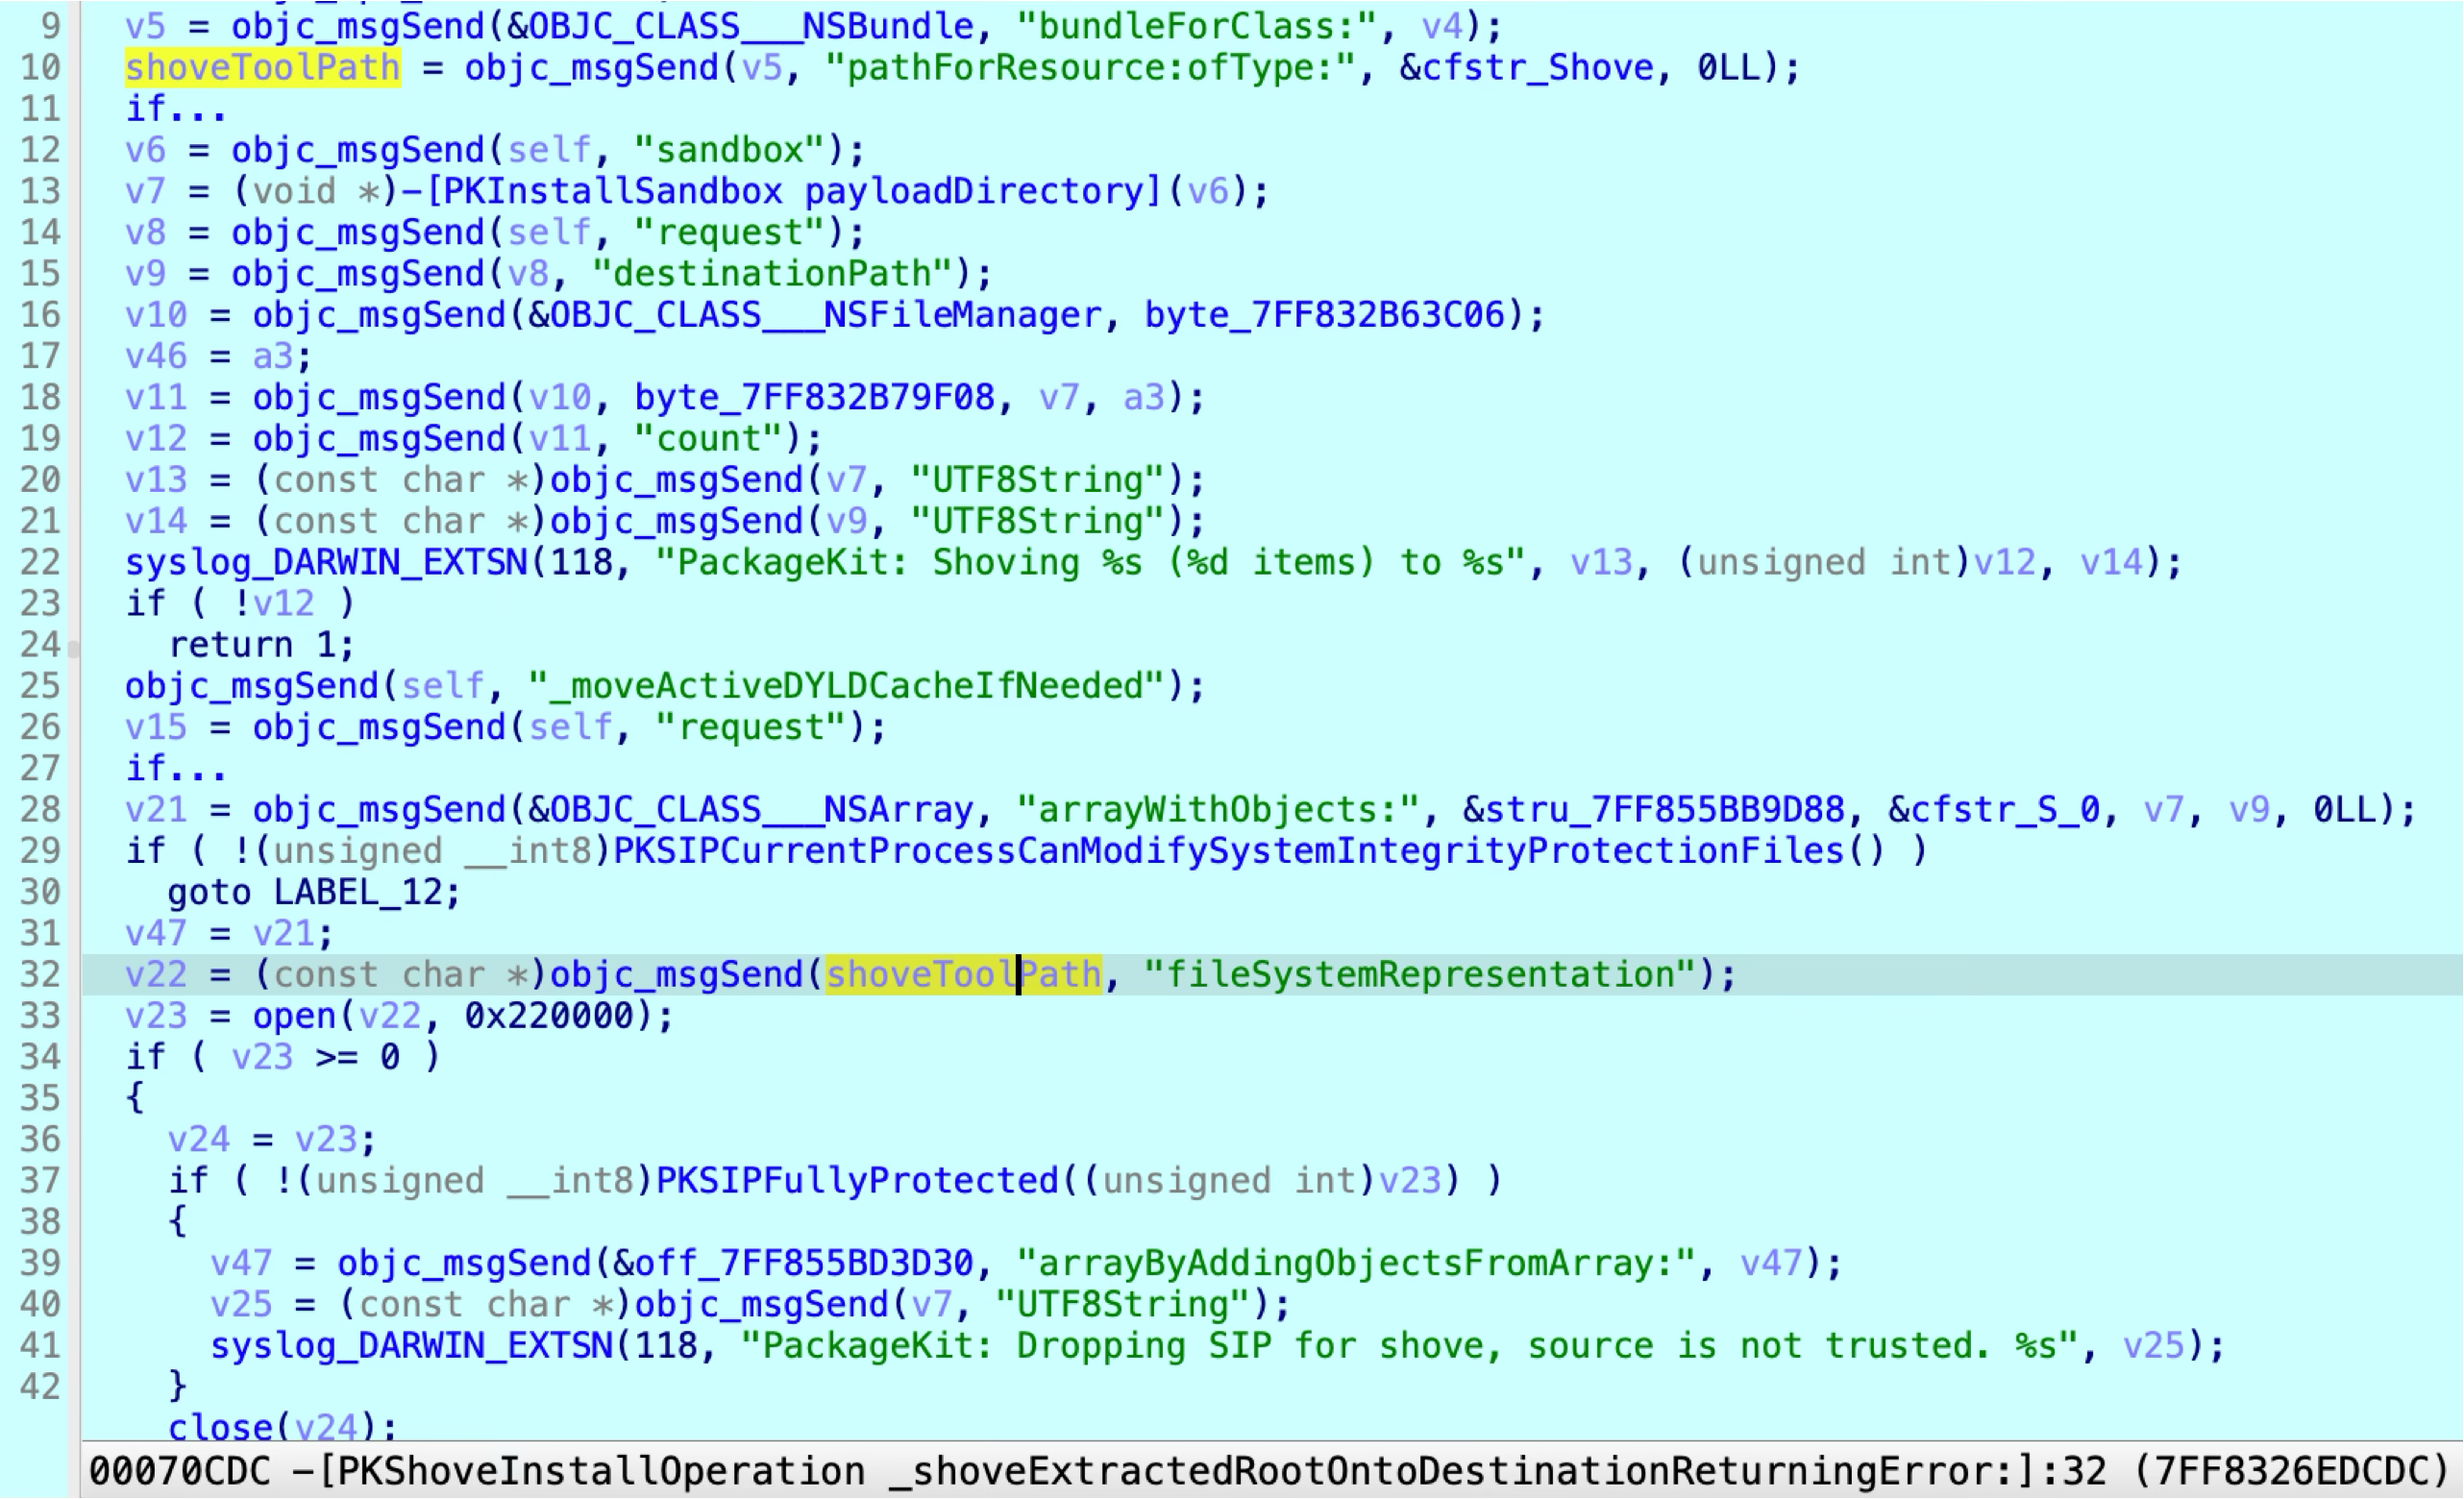 9 v5 = objc_msgSend(&OBJC_CLASS___NSBundle, "bundleForClass:", v4);
10 shoveToolPath = objc_msgSend(v5, "pathForResource:ofType:", &cfstr_Shove, 0LL);
11 if...
12 v6 = objc_msgSend(self, "sandbox");
13 v7 = (void *)-[PKInstallSandbox payloadDirectory](v6);
14 v8 = objc_msgSend(self, "request");
15 v9 = objc_msgSend(v8, "destinationPath");
16 v10 = objc_msgSend(&OBJC_CLASS___NSFileManager, byte_7FF832B63C06);
17 v46 = a3;
18 v11 = objc_msgSend(v10, byte_7FF832B79F08, v7, a3);
19 v12 = objc_msgSend(v11, "count");
20 v13 = (const char *)objc_msgSend(v7, "UTF8String");
21 v14 = (const char *)objc_msgSend(v9, "UTF8String");
22 syslog_DARWIN_EXTSN(118, "PackageKit: Shoving %s (%d items) to %s", v13, (unsigned int)v12, v14);
23 if ( !v12 )
24 return 1;
25 objc_msgSend(self, "_moveActiveDYLDCacheIfNeeded");
26 v15 = objc_msgSend(self, "request");
27 if...
28 v21 = objc_msgSend(&OBJC_CLASS___NSArray, "arrayWithObjects:", &stru_7FF855BB9D88, &cfstr_S_0, v7, v9, 0LL);
29 if ( !(unsigned __int8)PKSIPCurrentProcessCanModifySystemIntegrityProtectionFiles() )
30 goto LABEL_12;
31 v47 = v21;
32 v22 = (const char *)objc_msgSend(shoveToolPath, "fileSystemRepresentation");
33 v23 = open(v22, 0x220000);
34 if ( v23 >= 0 )
35 {
36 v24 = v23;
37 if ( !(unsigned __int8)PKSIPFullyProtected((unsigned int)v23) )
38 {
39 v47 = objc_msgSend(&off_7FF855BD3D30, "arrayByAddingObjectsFromArray:", v47);
40 v25 = (const char *)objc_msgSend(v7, "UTF8String");
41 syslog_DARWIN_EXTSN(118, "PackageKit: Dropping SIP for shove, source is not trusted. %s", v25);
42 }
close(v24);
00070CDC -[PKShoveInstallOperation _shoveExtractedRootOntoDestinationReturningError:]:32 (7FF8326EDCDC)